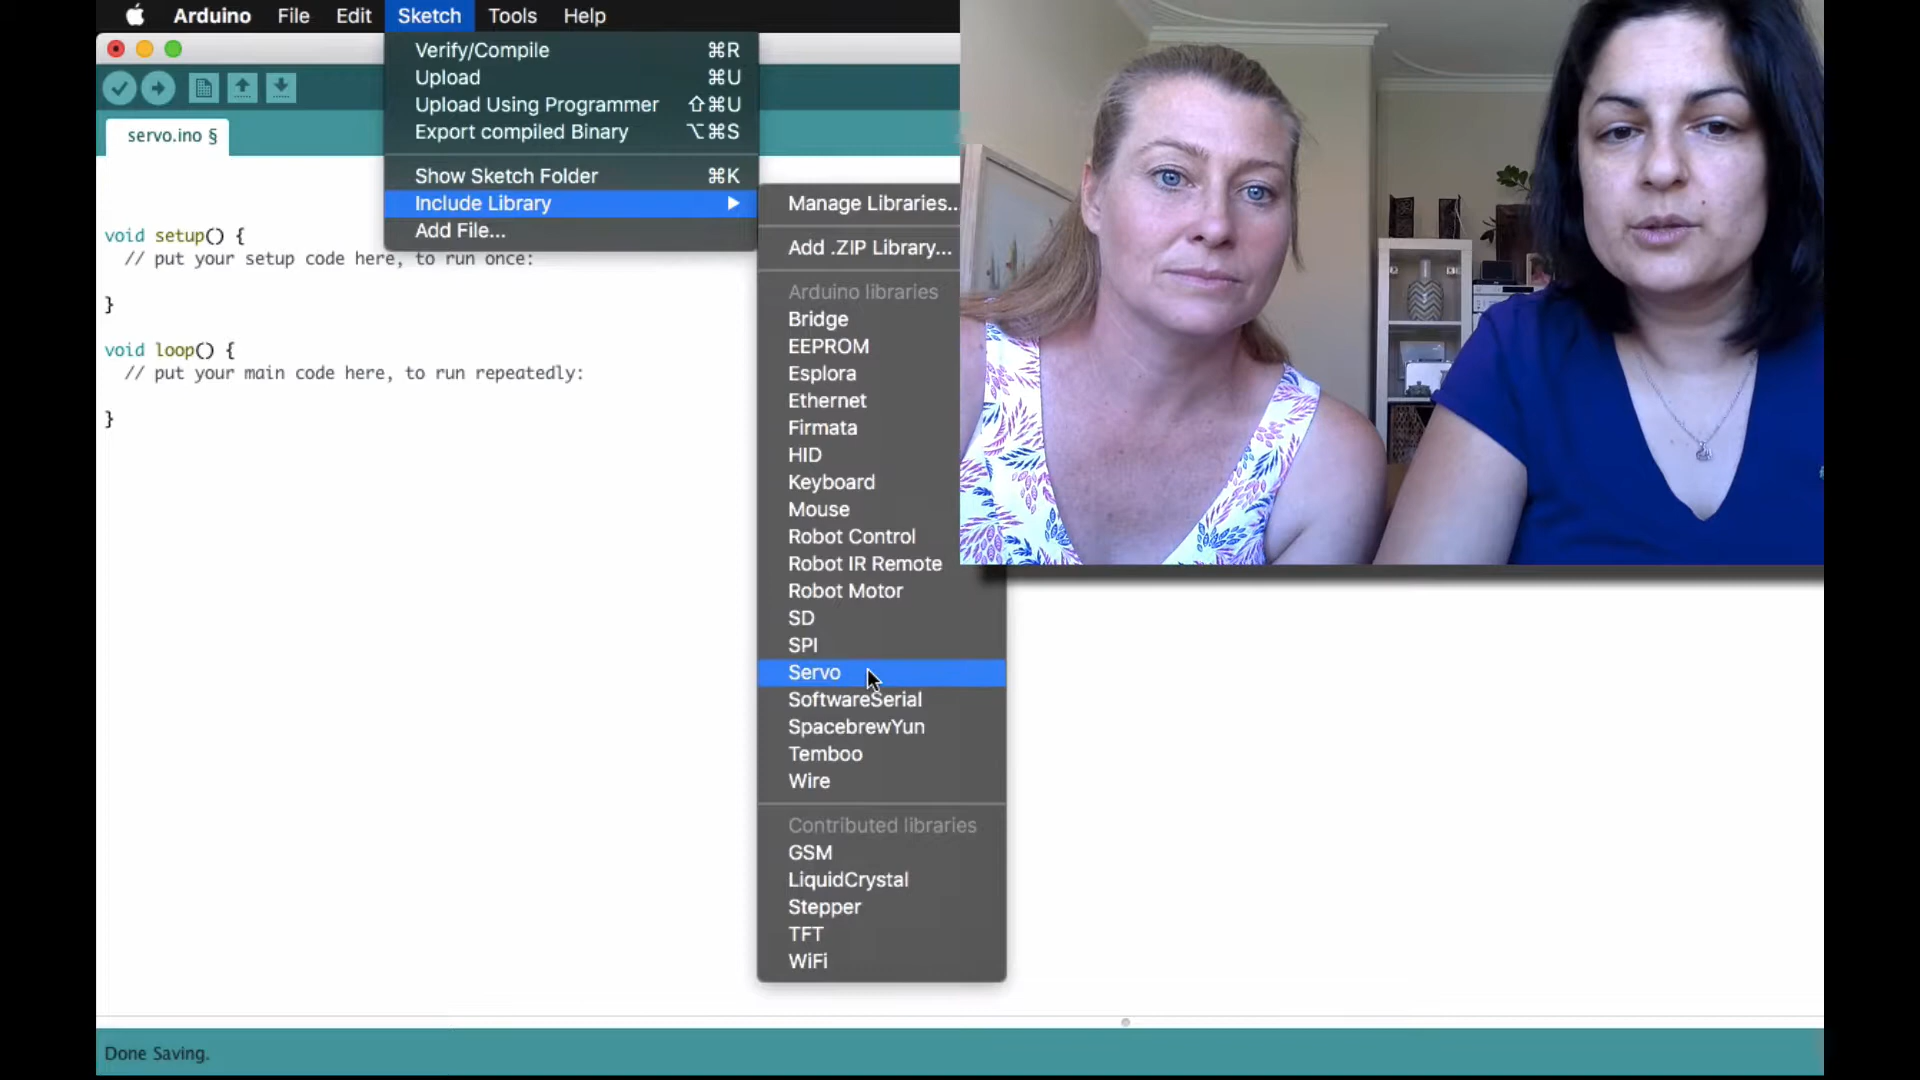 Arduino File Edit Sketch Tools Help
Verify/Compile ⌘R
Upload ⌘U
Upload Using Programmer ⇧⌘U
Export compiled Binary ⌥⌘S
Show Sketch Folder ⌘K
Include Library ▶
Add File...
servo.ino §
void setup() {
// put your setup code here, to run once:
}
void loop() {
// put your main code here, to run repeatedly:
}
Manage Libraries..
Add .ZIP Library...
Arduino libraries
Bridge
EEPROM
Esplora
Ethernet
Firmata
HID
Keyboard
Mouse
Robot Control
Robot IR Remote
Robot Motor
SD
SPI
Servo
SoftwareSerial
SpacebrewYun
Temboo
Wire
Contributed libraries
GSM
LiquidCrystal
Stepper
TFT
WiFi
Done Saving.